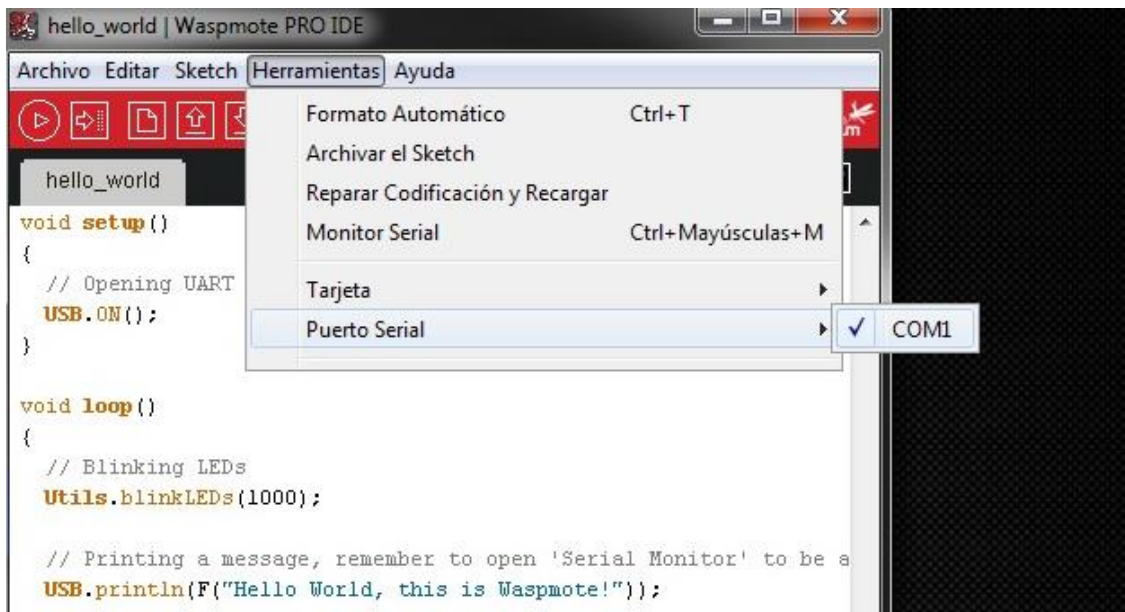 hello_world | Waspmote PRO IDE
Archivo Editar Sketch Herramientas Ayuda
Formato Automático Ctrl+T
Archivar el Sketch
Reparar Codificación y Recargar
Monitor Serial Ctrl+Mayúsculas+M
Tarjeta
Puerto Serial
COM1
hello_world
void setup()
{
// Opening UART
USB.ON();
}
void loop()
{
// Blinking LEDs
Utils.blinkLEDs(1000);
// Printing a message, remember to open 'Serial Monitor' to be a
USB.println(F("Hello World, this is Waspmote!"));